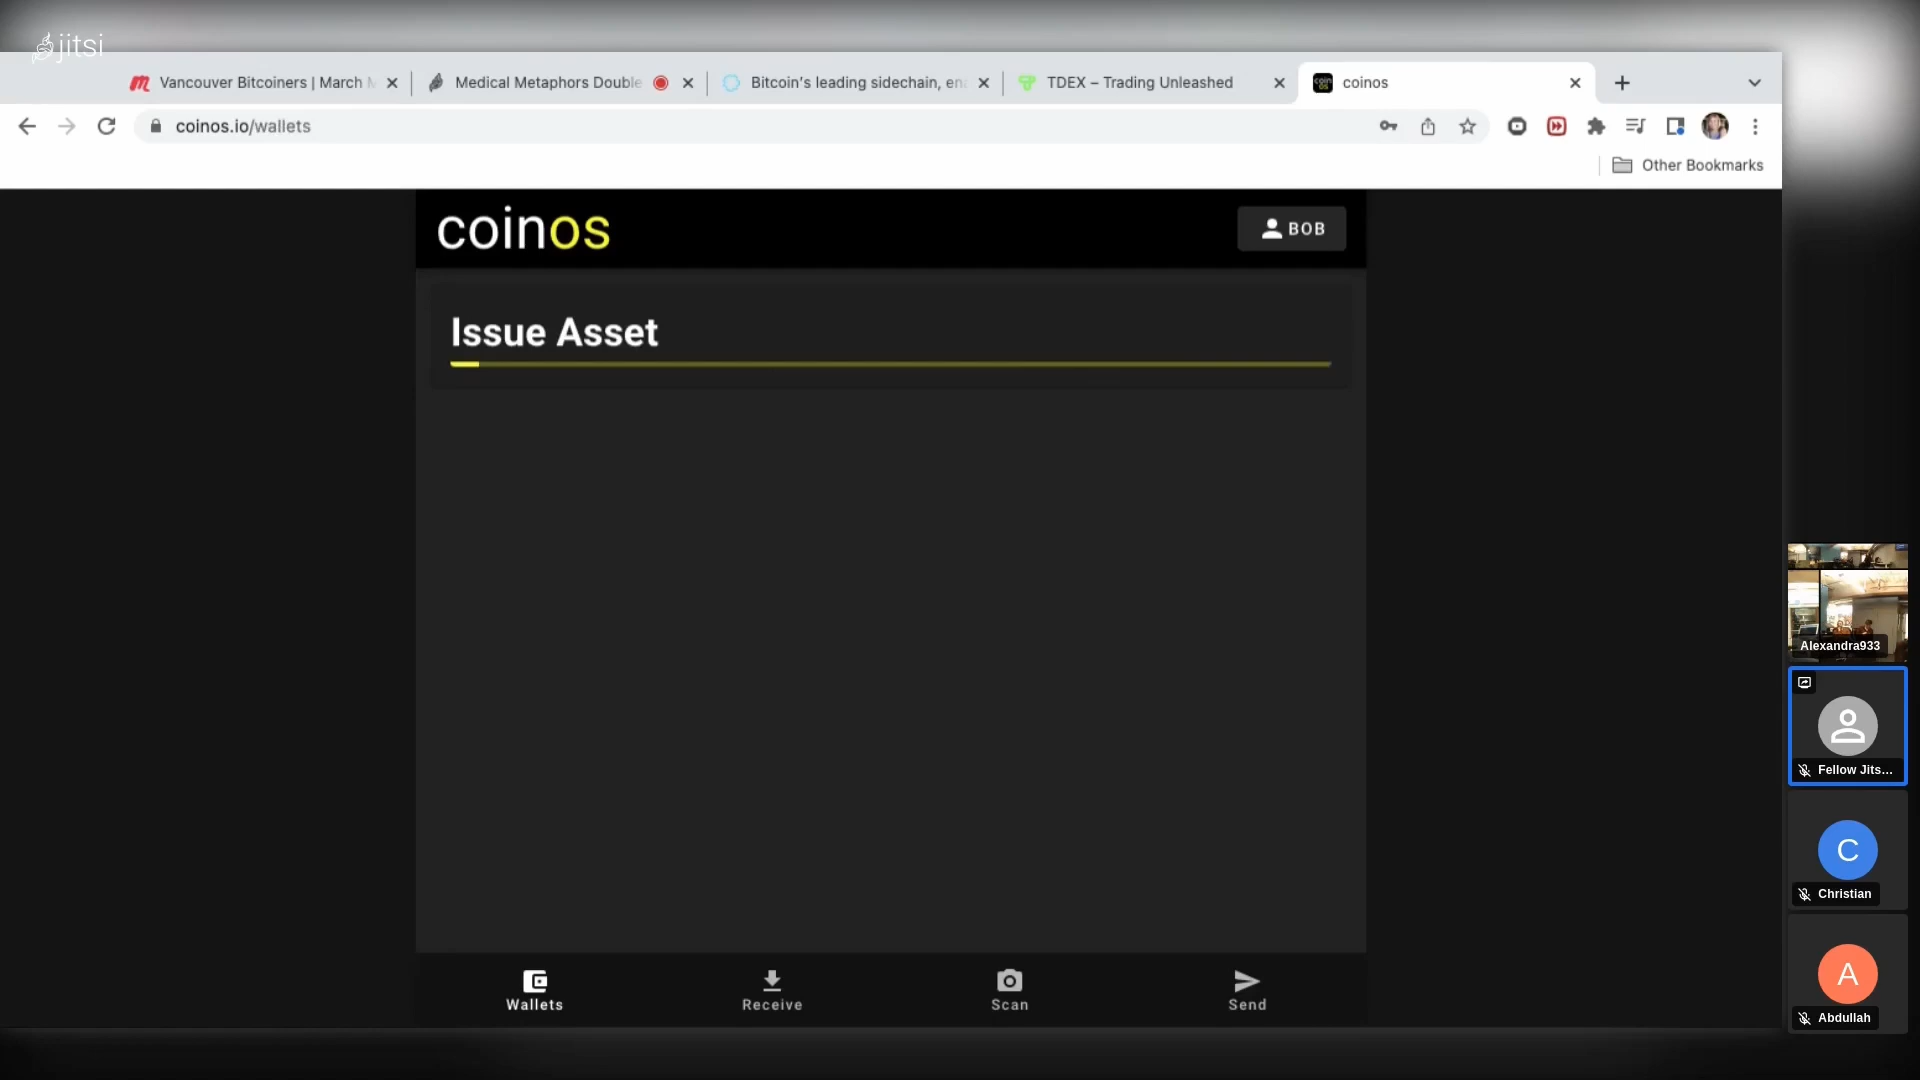 jitsi
Vancouver Bitcoiners | March
Medical Metaphors Double
Bitcoin's leading sidechain, en
TDEX – Trading Unleashed
coinos
coinos.io/wallets
Other Bookmarks
coinos
BOB
Issue Asset
Alexandra933
Fellow Jits...
C
Christian
A
Abdullah
Wallets
Receive
Scan
Send